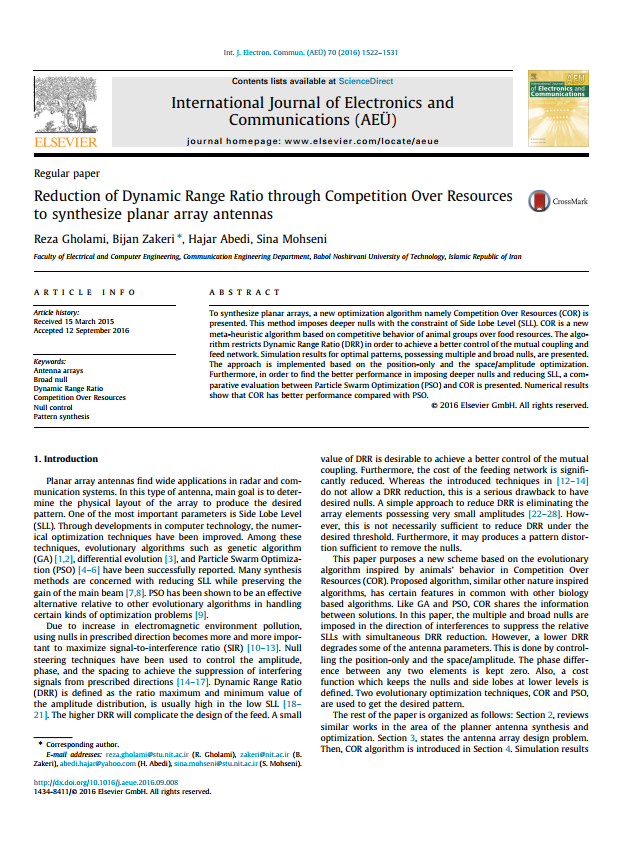 Int. J. Electron. Commun. (AEÜ) 70 (2016) 1522–1531
Contents lists available at ScienceDirect
International Journal of Electronics and
Communications (AEÜ)
journal homepage: www.elsevier.com/locate/aeue
ELSEVIER
AEU
International Journal
of Electronics and
Communications
Regular paper
Reduction of Dynamic Range Ratio through Competition Over Resources
to synthesize planar array antennas
CrossMark
Reza Gholami, Bijan Zakeri *, Hajar Abedi, Sina Mohseni
Faculty of Electrical and Computer Engineering, Communication Engineering Department, Babol Noshirvani University of Technology, Islamic Republic of Iran
ARTICLE INFO
Article history:
Received 15 March 2015
Accepted 12 September 2016
Keywords:
Antenna arrays
Broad null
Dynamic Range Ratio
Competition Over Resources
Null control
Pattern synthesis
ABSTRACT
To synthesize planar arrays, a new optimization algorithm namely Competition Over Resources (COR) is
presented. This method imposes deeper nulls with the constraint of Side Lobe Level (SLL). COR is a new
meta-heuristic algorithm based on competitive behavior of animal groups over food resources. The algo-
rithm restricts Dynamic Range Ratio (DRR) in order to achieve a better control of the mutual coupling and
feed network. Simulation results for optimal patterns, possessing multiple and broad nulls, are presented.
The approach is implemented based on the position-only and the space/amplitude optimization.
Furthermore, in order to find the better performance in imposing deeper nulls and reducing SLL, a com-
parative evaluation between Particle Swarm Optimization (PSO) and COR is presented. Numerical results
show that COR has better performance compared with PSO.
© 2016 Elsevier GmbH. All rights reserved.
1. Introduction
Planar array antennas find wide applications in radar and com-
munication systems. In this type of antenna, main goal is to deter-
mine the physical layout of the array to produce the desired
pattern. One of the most important parameters is Side Lobe Level
(SLL). Through developments in computer technology, the numer-
ical optimization techniques have been improved. Among these
techniques, evolutionary algorithms such as genetic algorithm
(GA) [1,2], differential evolution [3], and Particle Swarm Optimiza-
tion (PSO) [4–6] have been successfully reported. Many synthesis
methods are concerned with reducing SLL while preserving the
gain of the main beam [7,8]. PSO has been shown to be an effective
alternative relative to other evolutionary algorithms in handling
certain kinds of optimization problems [9].
Due to increase in electromagnetic environment pollution,
using nulls in prescribed direction becomes more and more impor-
tant to maximize signal-to-interference ratio (SIR) [10–13]. Null
steering techniques have been used to control the amplitude,
phase, and the spacing to achieve the suppression of interfering
signals from prescribed directions [14–17]. Dynamic Range Ratio
(DRR) is defined as the ratio maximum and minimum value of
the amplitude distribution, is usually high in the low SLL [18–
21]. The higher DRR will complicate the design of the feed. A small
* Corresponding author.
E-mail addresses: reza.gholami@stu.nit.ac.ir (R. Gholami), zakeri@nit.ac.ir (B.
Zakeri), abedi.hajar@yahoo.com (H. Abedi), sina.mohseni@stu.nit.ac.ir (S. Mohseni).
value of DRR is desirable to achieve a better control of the mutual
coupling. Furthermore, the cost of the feeding network is signifi-
cantly reduced. Whereas the introduced techniques in [12–14]
do not allow a DRR reduction, this is a serious drawback to have
desired nulls. A simple approach to reduce DRR is eliminating the
array elements possessing very small amplitudes [22–28]. How-
ever, this is not necessarily sufficient to reduce DRR under the
desired threshold. Furthermore, it may produces a pattern distor-
tion sufficient to remove the nulls.
This paper purposes a new scheme based on the evolutionary
algorithm inspired by animals' behavior in Competition Over
Resources (COR). Proposed algorithm, similar other nature inspired
algorithms, has certain features in common with other biology
based algorithms. Like GA and PSO, COR shares the information
between solutions. In this paper, the multiple and broad nulls are
imposed in the direction of interferences to suppress the relative
SLLs with simultaneous DRR reduction. However, a lower DRR
degrades some of the antenna parameters. This is done by control-
ling the position-only and the space/amplitude. The phase differ-
ence between any two elements is kept zero. Also, a cost
function which keeps the nulls and side lobes at lower levels is
defined. Two evolutionary optimization techniques, COR and PSO,
are used to get the desired pattern.
The rest of the paper is organized as follows: Section 2, reviews
similar works in the area of the planner antenna synthesis and
optimization. Section 3, states the antenna array design problem.
Then, COR algorithm is introduced in Section 4. Simulation results
http://dx.doi.org/10.1016/j.aeue.2016.09.008
1434-8411/© 2016 Elsevier GmbH. All rights reserved.